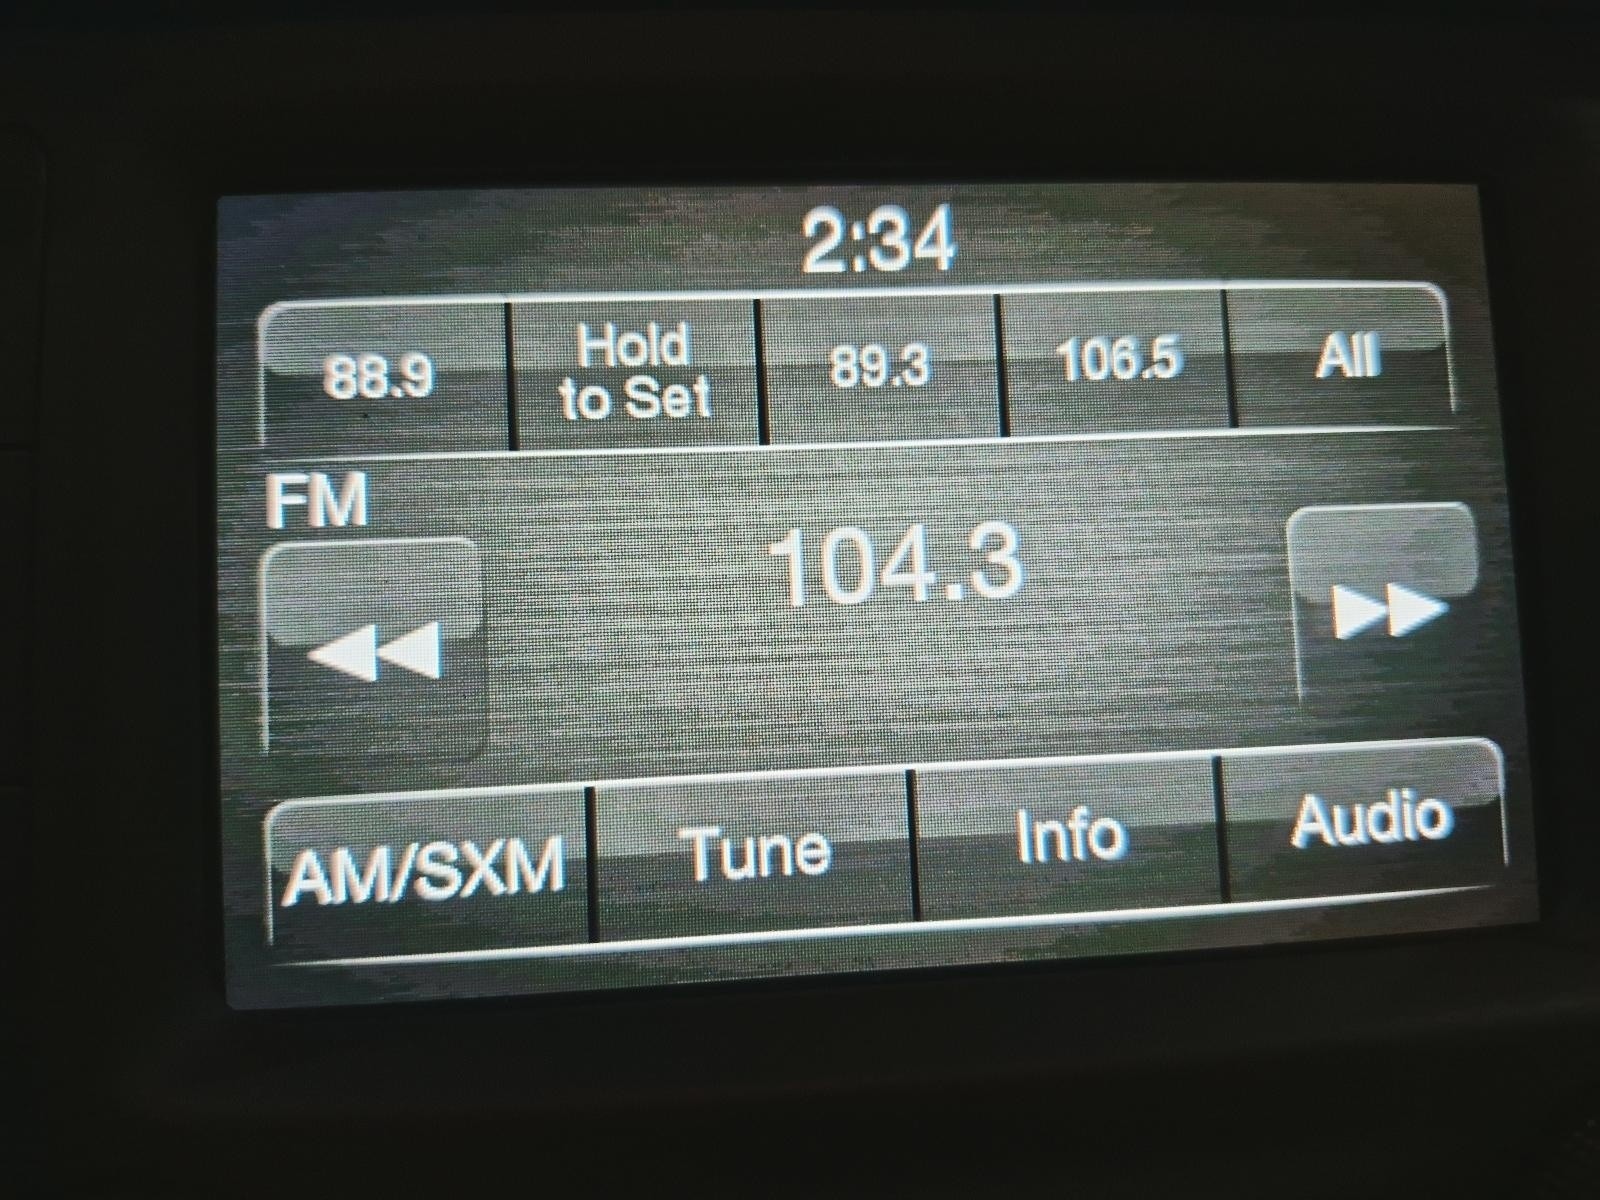 2:34
88.9
Hold
to Set
89.3
106.5
All
FM
104.3
AM/SXM
Tune
Info
Audio